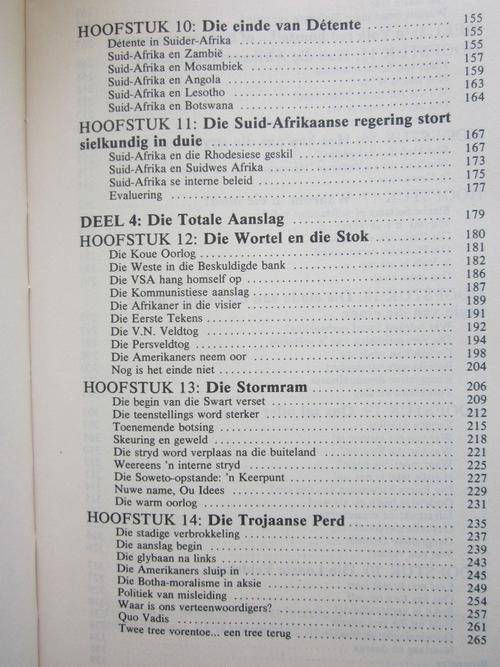 HOOFSTUK 10: Die einde van Détente ........ 155
Détente in Suider-Afrika ........ 155
Suid-Afrika en Zambië ........ 155
Suid-Afrika en Mosambiek ........ 157
Suid-Afrika en Angola ........ 159
Suid-Afrika en Lesotho ........ 163
Suid-Afrika en Botswana ........ 164
HOOFSTUK 11: Die Suid-Afrikaanse regering stort
sielkundig in duie ........ 167
Suid-Afrika en die Rhodesiese geskil ........ 167
Suid-Afrika en Suidwes Afrika ........ 173
Suid-Afrika se interne beleid ........ 175
Evaluering ........ 177
DEEL 4: Die Totale Aanslag ........ 179
HOOFSTUK 12: Die Wortel en die Stok ........ 180
Die Koue Oorlog ........ 181
Die Weste in die Beskuldigde bank ........ 182
Die VSA hang homself op ........ 186
Die Kommunistiese aanslag ........ 187
Die Afrikaner in die visier ........ 189
Die Eerste Tekens ........ 191
Die V.N. Veldtog ........ 192
Die Persveldtog ........ 194
Die Amerikaners neem oor ........ 198
Nog is het einde niet ........ 204
HOOFSTUK 13: Die Stormram ........ 206
Die begin van die Swart verset ........ 209
Die teenstellings word sterker ........ 212
Toenemende botsing ........ 215
Skeuring en geweld ........ 218
Die stryd word verplaas na die buiteland ........ 221
Weereens 'n interne stryd ........ 225
Die Soweto-opstande: 'n Keerpunt ........ 227
Nuwe name, Ou Idees ........ 229
Die warm oorlog ........ 231
HOOFSTUK 14: Die Trojaanse Perd ........ 235
Die stadige verbrokkeling ........ 237
Die aanslag begin ........ 239
Die glybaan na links ........ 243
Die Amerikaners sluip in ........ 245
Die Botha-moralisme in aksie ........ 249
Politiek van misleiding ........ 254
Waar is ons verteenwoordigers? ........ 257
Quo Vadis ........ 261
Twee tree vorentoe... een tree terug ........ 265